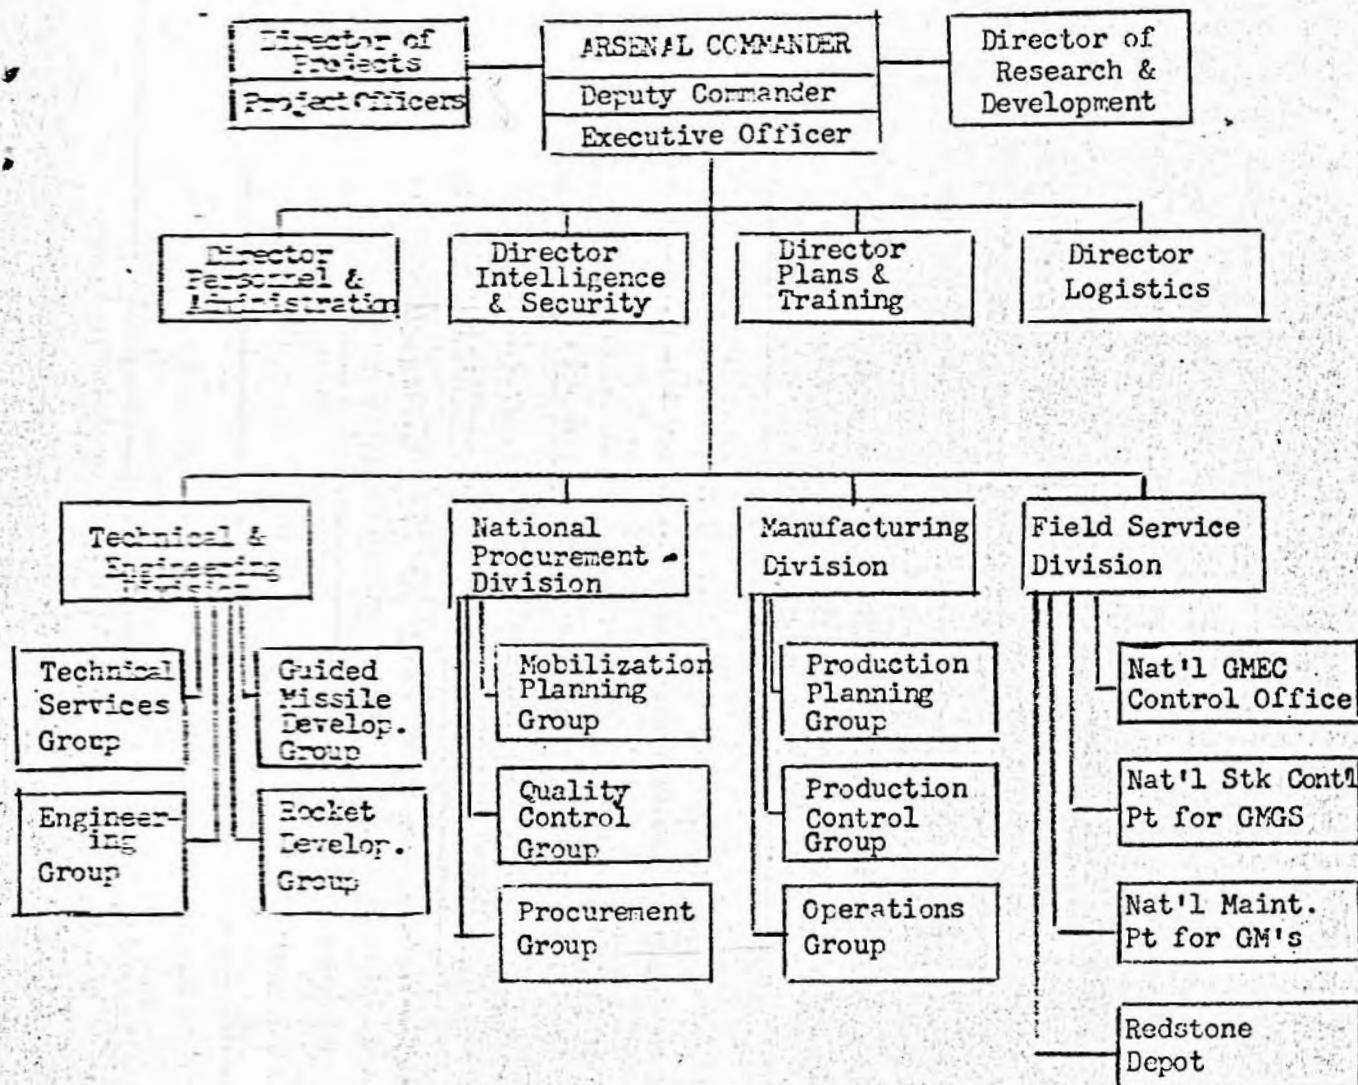 Director of
Projects
Project Officers
ARSENAL COMMANDER
Deputy Commander
Executive Officer
Director of
Research &
Development
Director
Personnel &
Administration
Director
Intelligence
& Security
Director
Plans &
Training
Director
Logistics
Technical &
Engineering
National
Procurement
Division
Manufacturing
Division
Field Service
Division
Technical
Services
Group
Guided
Missile
Develop.
Group
Engineer-
ing
Group
Rocket
Develop.
Group
Mobilization
Planning
Group
Quality
Control
Group
Procurement
Group
Production
Planning
Group
Production
Control
Group
Operations
Group
Nat'l GMEC
Control Office
Nat'l Stk Cont'l
Pt for GMGS
Nat'l Maint.
Pt for GM's
Redstone
Depot